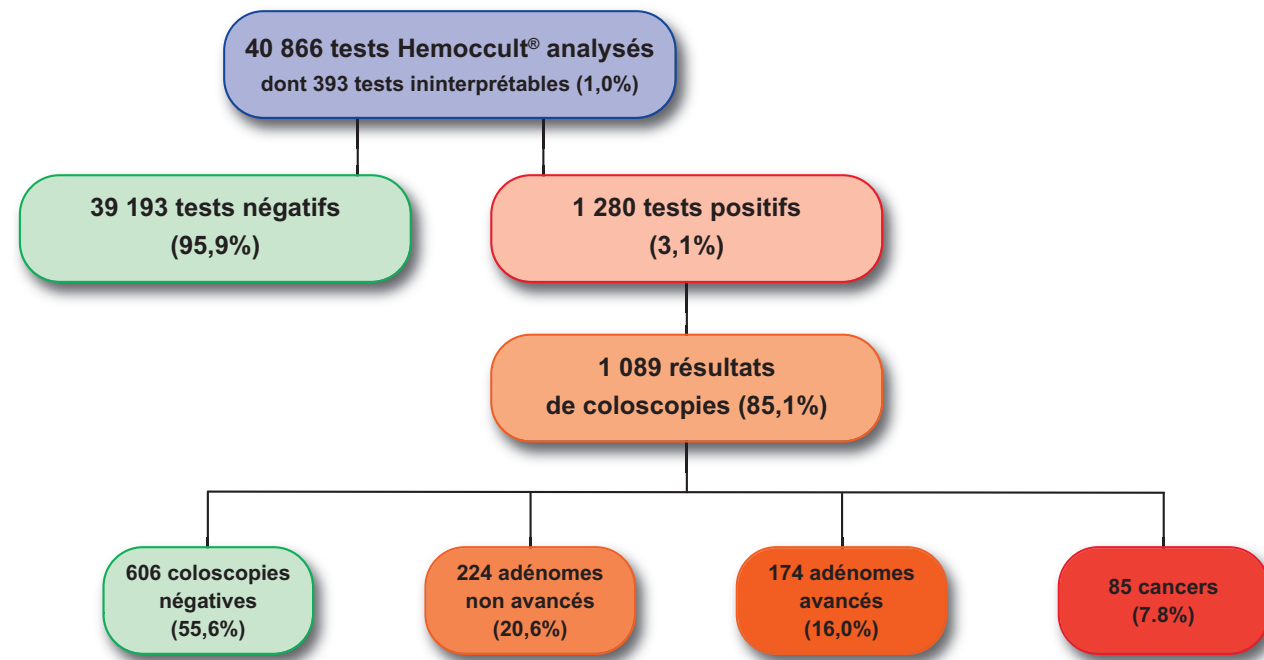 40 866 tests Hemoccult® analysés
dont 393 tests ininterprétables (1,0%)
39 193 tests négatifs
(95,9%)
1 280 tests positifs
(3,1%)
1 089 résultats
de coloscopies (85,1%)
606 coloscopies
négatives
(55,6%)
224 adénomes
non avancés
(20,6%)
174 adénomes
avancés
(16,0%)
85 cancers
(7.8%)